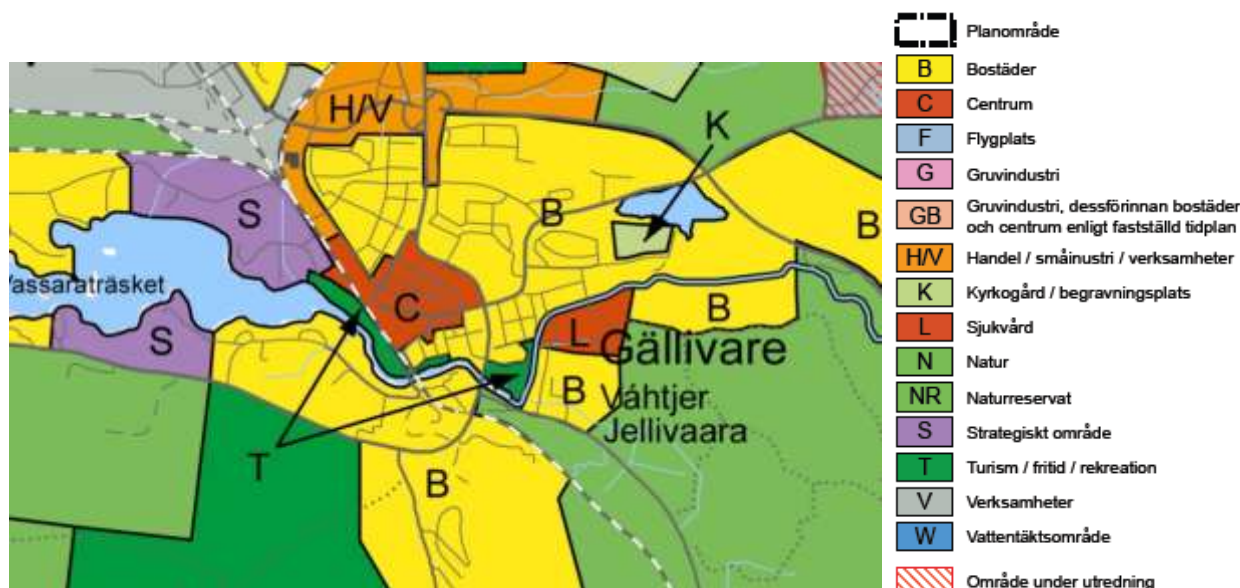 H/V
K
S
B
B
Vassaraträsket
C
B
S
L
Gällivare
B
Váhtjer
Jellivaara
T
B
Planområde
B Bostäder
C Centrum
F Flygplats
G Gruvindustri
GB Gruvindustri, dessförinnan bostäder
och centrum enligt fastställd tidplan
H/V Handel / småinustri / verksamheter
K Kyrkogård / begravningsplats
L Sjukvård
N Natur
NR Naturreservat
S Strategiskt område
T Turism / fritid / rekreation
V Verksamheter
W Vattentäktsområde
Område under utredning